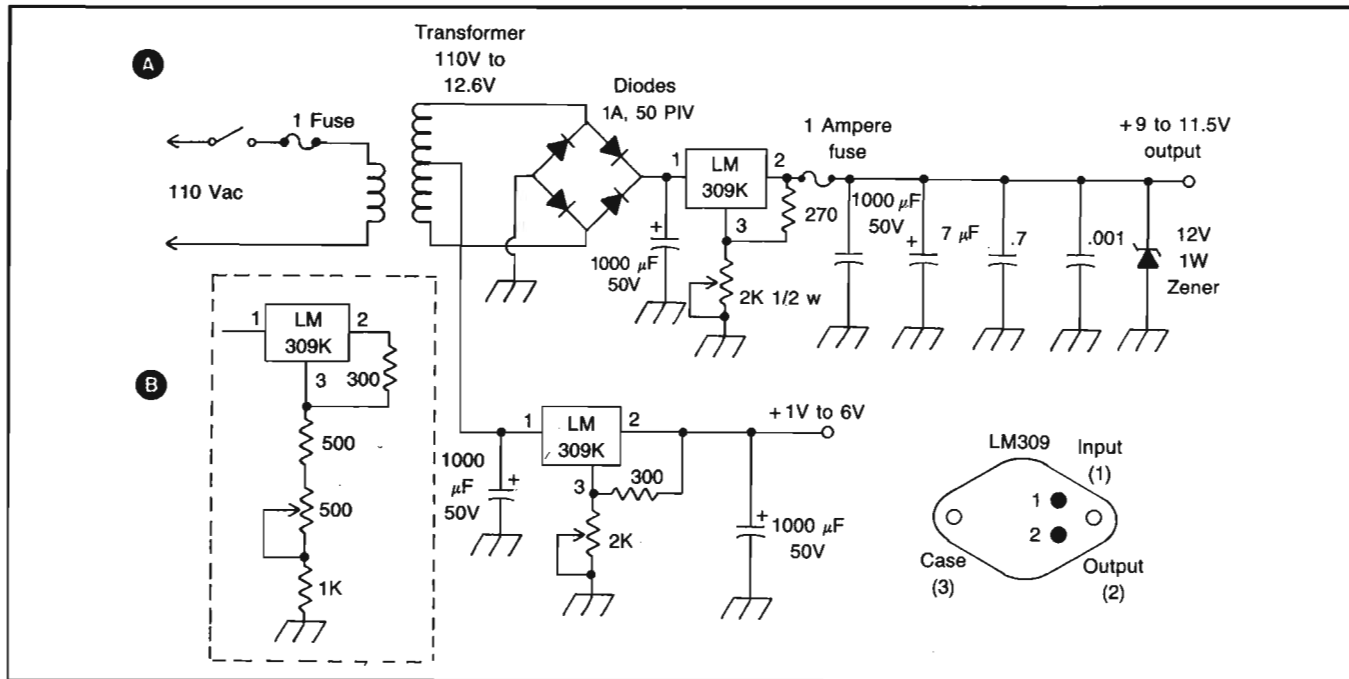 A
Transformer
110V to
12.6V
1 Fuse
110 Vac
Diodes
1A, 50 PIV
1
LM
309K
2
3
1000 µF
50V
270
2K 1/2 w
1 Ampere
fuse
1000 µF
50V
7 µF
.7
.001
+9 to 11.5V
output
12V
1W
Zener
+
+
B
1
LM
309K
2
3
300
500
500
1K
1
LM
309K
2
3
300
2K
1000
µF
50V
+
+1V to 6V
+
1000 µF
50V
LM309
Input
(1)
1
2
Case
(3)
Output
(2)